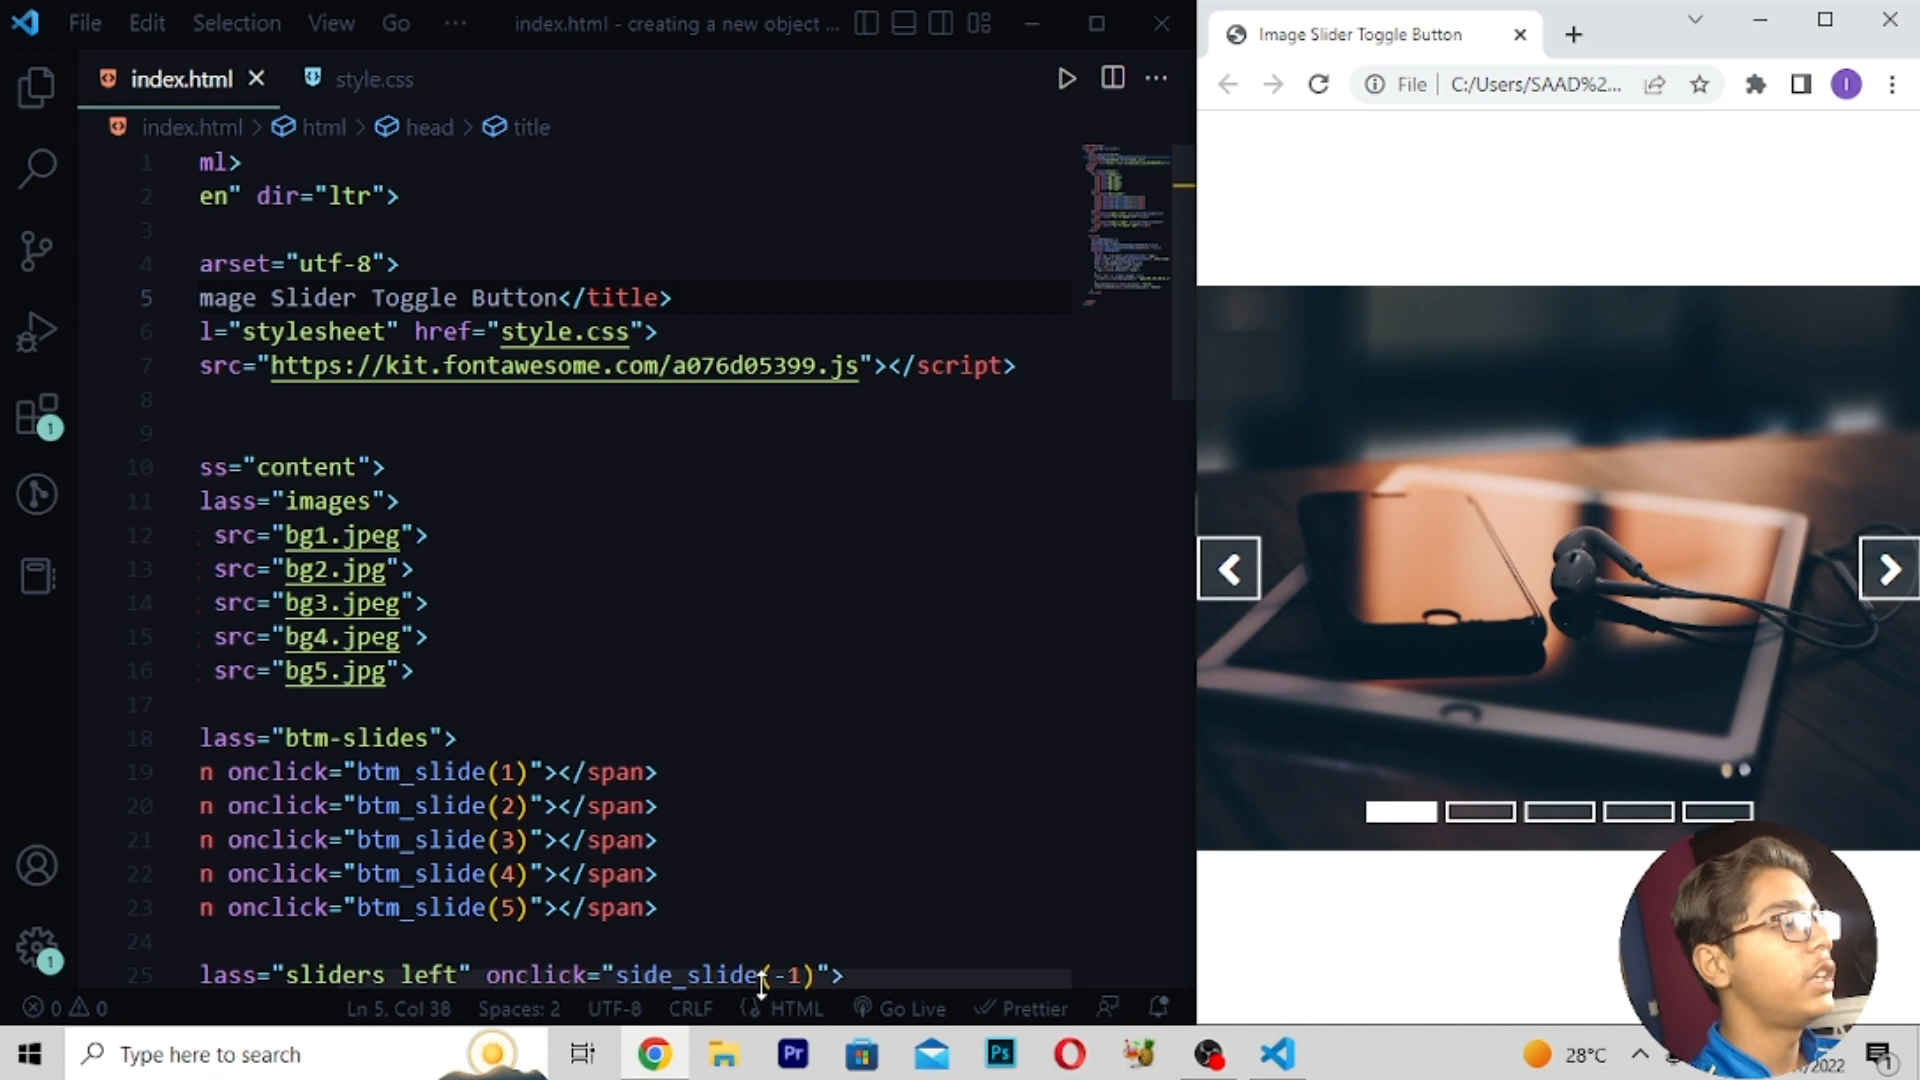 File Edit Selection View Go ··· index.html - creating a new object ...
index.html style.css
index.html > html > head > title
1 ml>
2 en" dir="ltr">
3
4 arset="utf-8">
5 mage Slider Toggle Button</title>
6 l="stylesheet" href="style.css">
7 src="https://kit.fontawesome.com/a076d05399.js"></script>
8
9
10 ss="content">
11 lass="images">
12 src="bg1.jpeg">
13 src="bg2.jpg">
14 src="bg3.jpeg">
15 src="bg4.jpeg">
16 src="bg5.jpg">
17
18 lass="btm-slides">
19 n onclick="btm_slide(1)"></span>
20 n onclick="btm_slide(2)"></span>
21 n onclick="btm_slide(3)"></span>
22 n onclick="btm_slide(4)"></span>
23 n onclick="btm_slide(5)"></span>
24
25 lass="sliders left" onclick="side_slide(-1)">
1
1
0 0 Ln 5, Col 38 Spaces: 2 UTF-8 CRLF {} HTML Go Live Prettier
Image Slider Toggle Button
File C:/Users/SAAD%2... I
Type here to search Pr Ps 28°C /2022 1